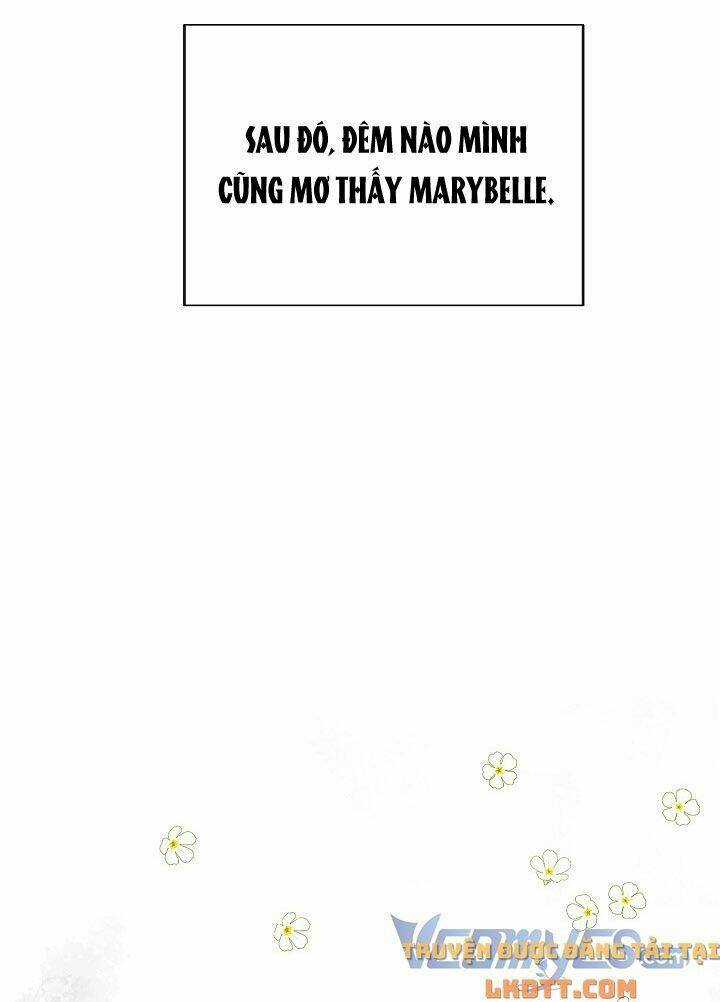 SAU ĐÓ, ĐÊM NÀO MÌNH
CŨNG MƠ THẤY MARYBELLE.
TRUYỆN ĐƯỢC ĐĂNG TẢI TẠI
LKDTT.COM